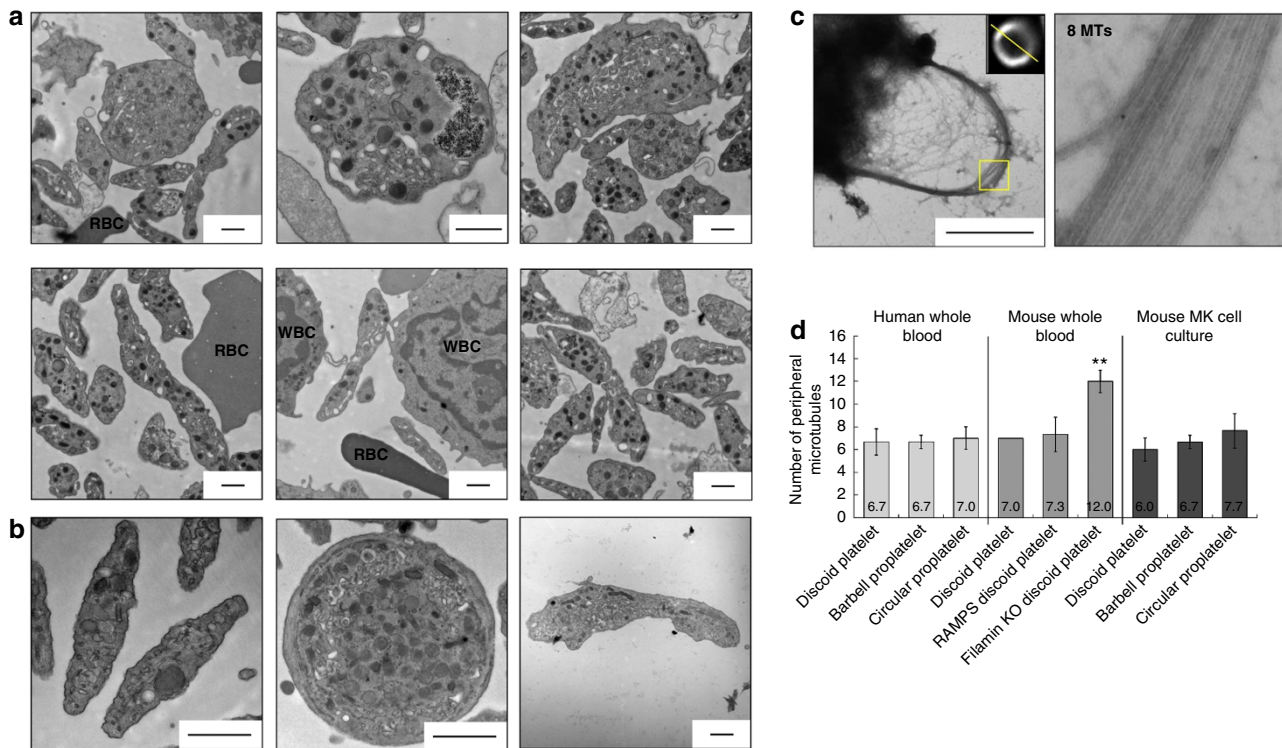 a
RBC
RBC
WBC
WBC
RBC
b
c
8 MTs
d
Human whole
blood
Mouse whole
blood
Mouse MK cell
culture
Number of peripheral
microtubules
16
14
12
10
8
6
4
2
0
**
6.7
6.7
7.0
7.0
7.3
12.0
6.0
6.7
7.7
Discoid platelet
Barbell proplatelet
Circular proplatelet
Discoid platelet
RAMPS discoid platelet
Filamin KO discoid platelet
Discoid platelet
Barbell proplatelet
Circular proplatelet